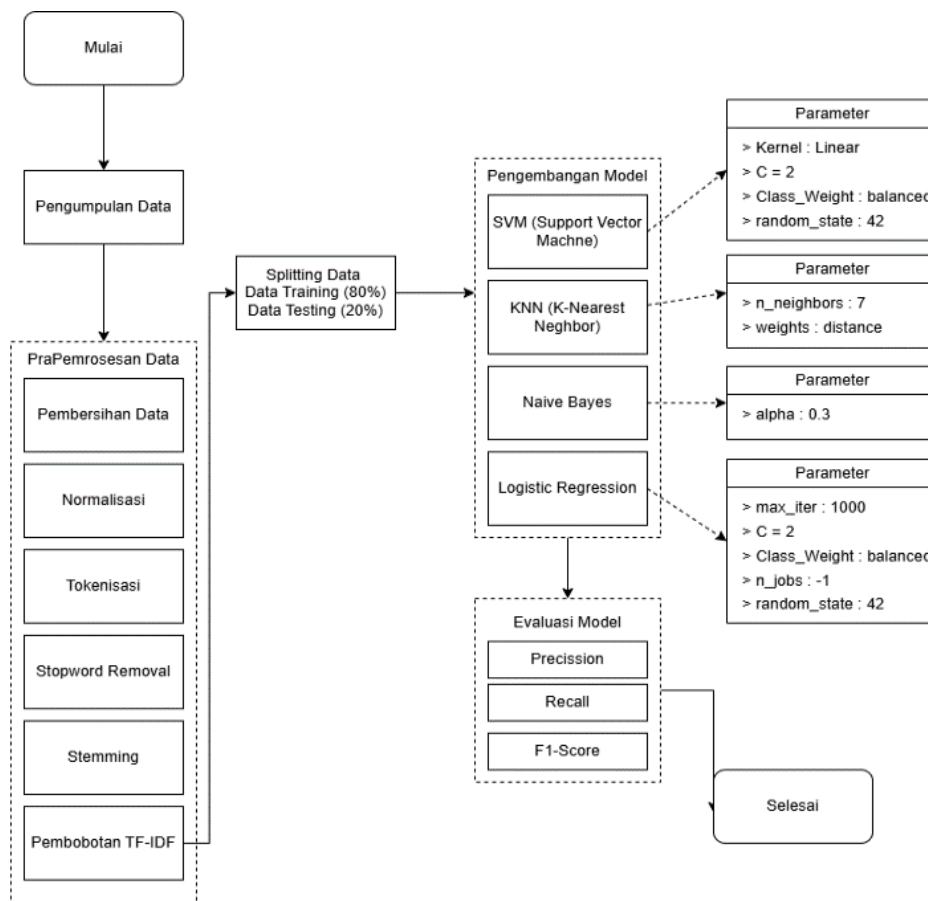 Mulai
Pengumpulan Data
PraPemrosesan Data
Pembersihan Data
Normalisasi
Tokenisasi
Stopword Removal
Stemming
Pembobotan TF-IDF
Splitting Data
Data Training (80%)
Data Testing (20%)
Pengembangan Model
SVM (Support Vector
Machne)
KNN (K-Nearest
Neghbor)
Naive Bayes
Logistic Regression
Parameter
> Kernel : Linear
> C = 2
> Class_Weight : balanced
> random_state : 42
Parameter
> n_neighbors : 7
> weights : distance
Parameter
> alpha : 0.3
Parameter
> max_iter : 1000
> C = 2
> Class_Weight : balanced
> n_jobs : -1
> random_state : 42
Evaluasi Model
Precission
Recall
F1-Score
Selesai